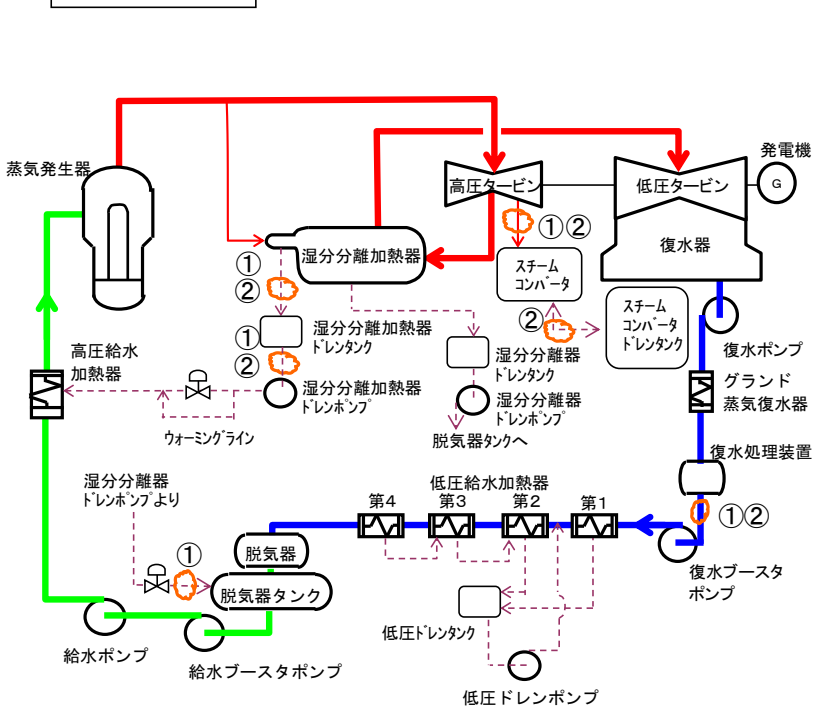 蒸気発生器
高圧タービン
低圧タービン
発電機
G
復水器
湿分分離加熱器
①②
スチーム
コンバータ
①
②
②
スチーム
コンバータ
ドレンタンク
復水ポンプ
湿分分離加熱器
ドレンタンク
①
②
湿分分離器
ドレンタンク
高圧給水
加熱器
グランド
蒸気復水器
湿分分離加熱器
ドレンポンプ
湿分分離器
ドレンポンプ
ウォーミングライン
脱気器タンクへ
復水処理装置
湿分分離器
ドレンポンプより
低圧給水加熱器
第4
第3
第2
第1
①②
①
脱気器
脱気器タンク
復水ブースタ
ポンプ
低圧ドレンタンク
給水ポンプ
給水ブースタポンプ
低圧ドレンポンプ